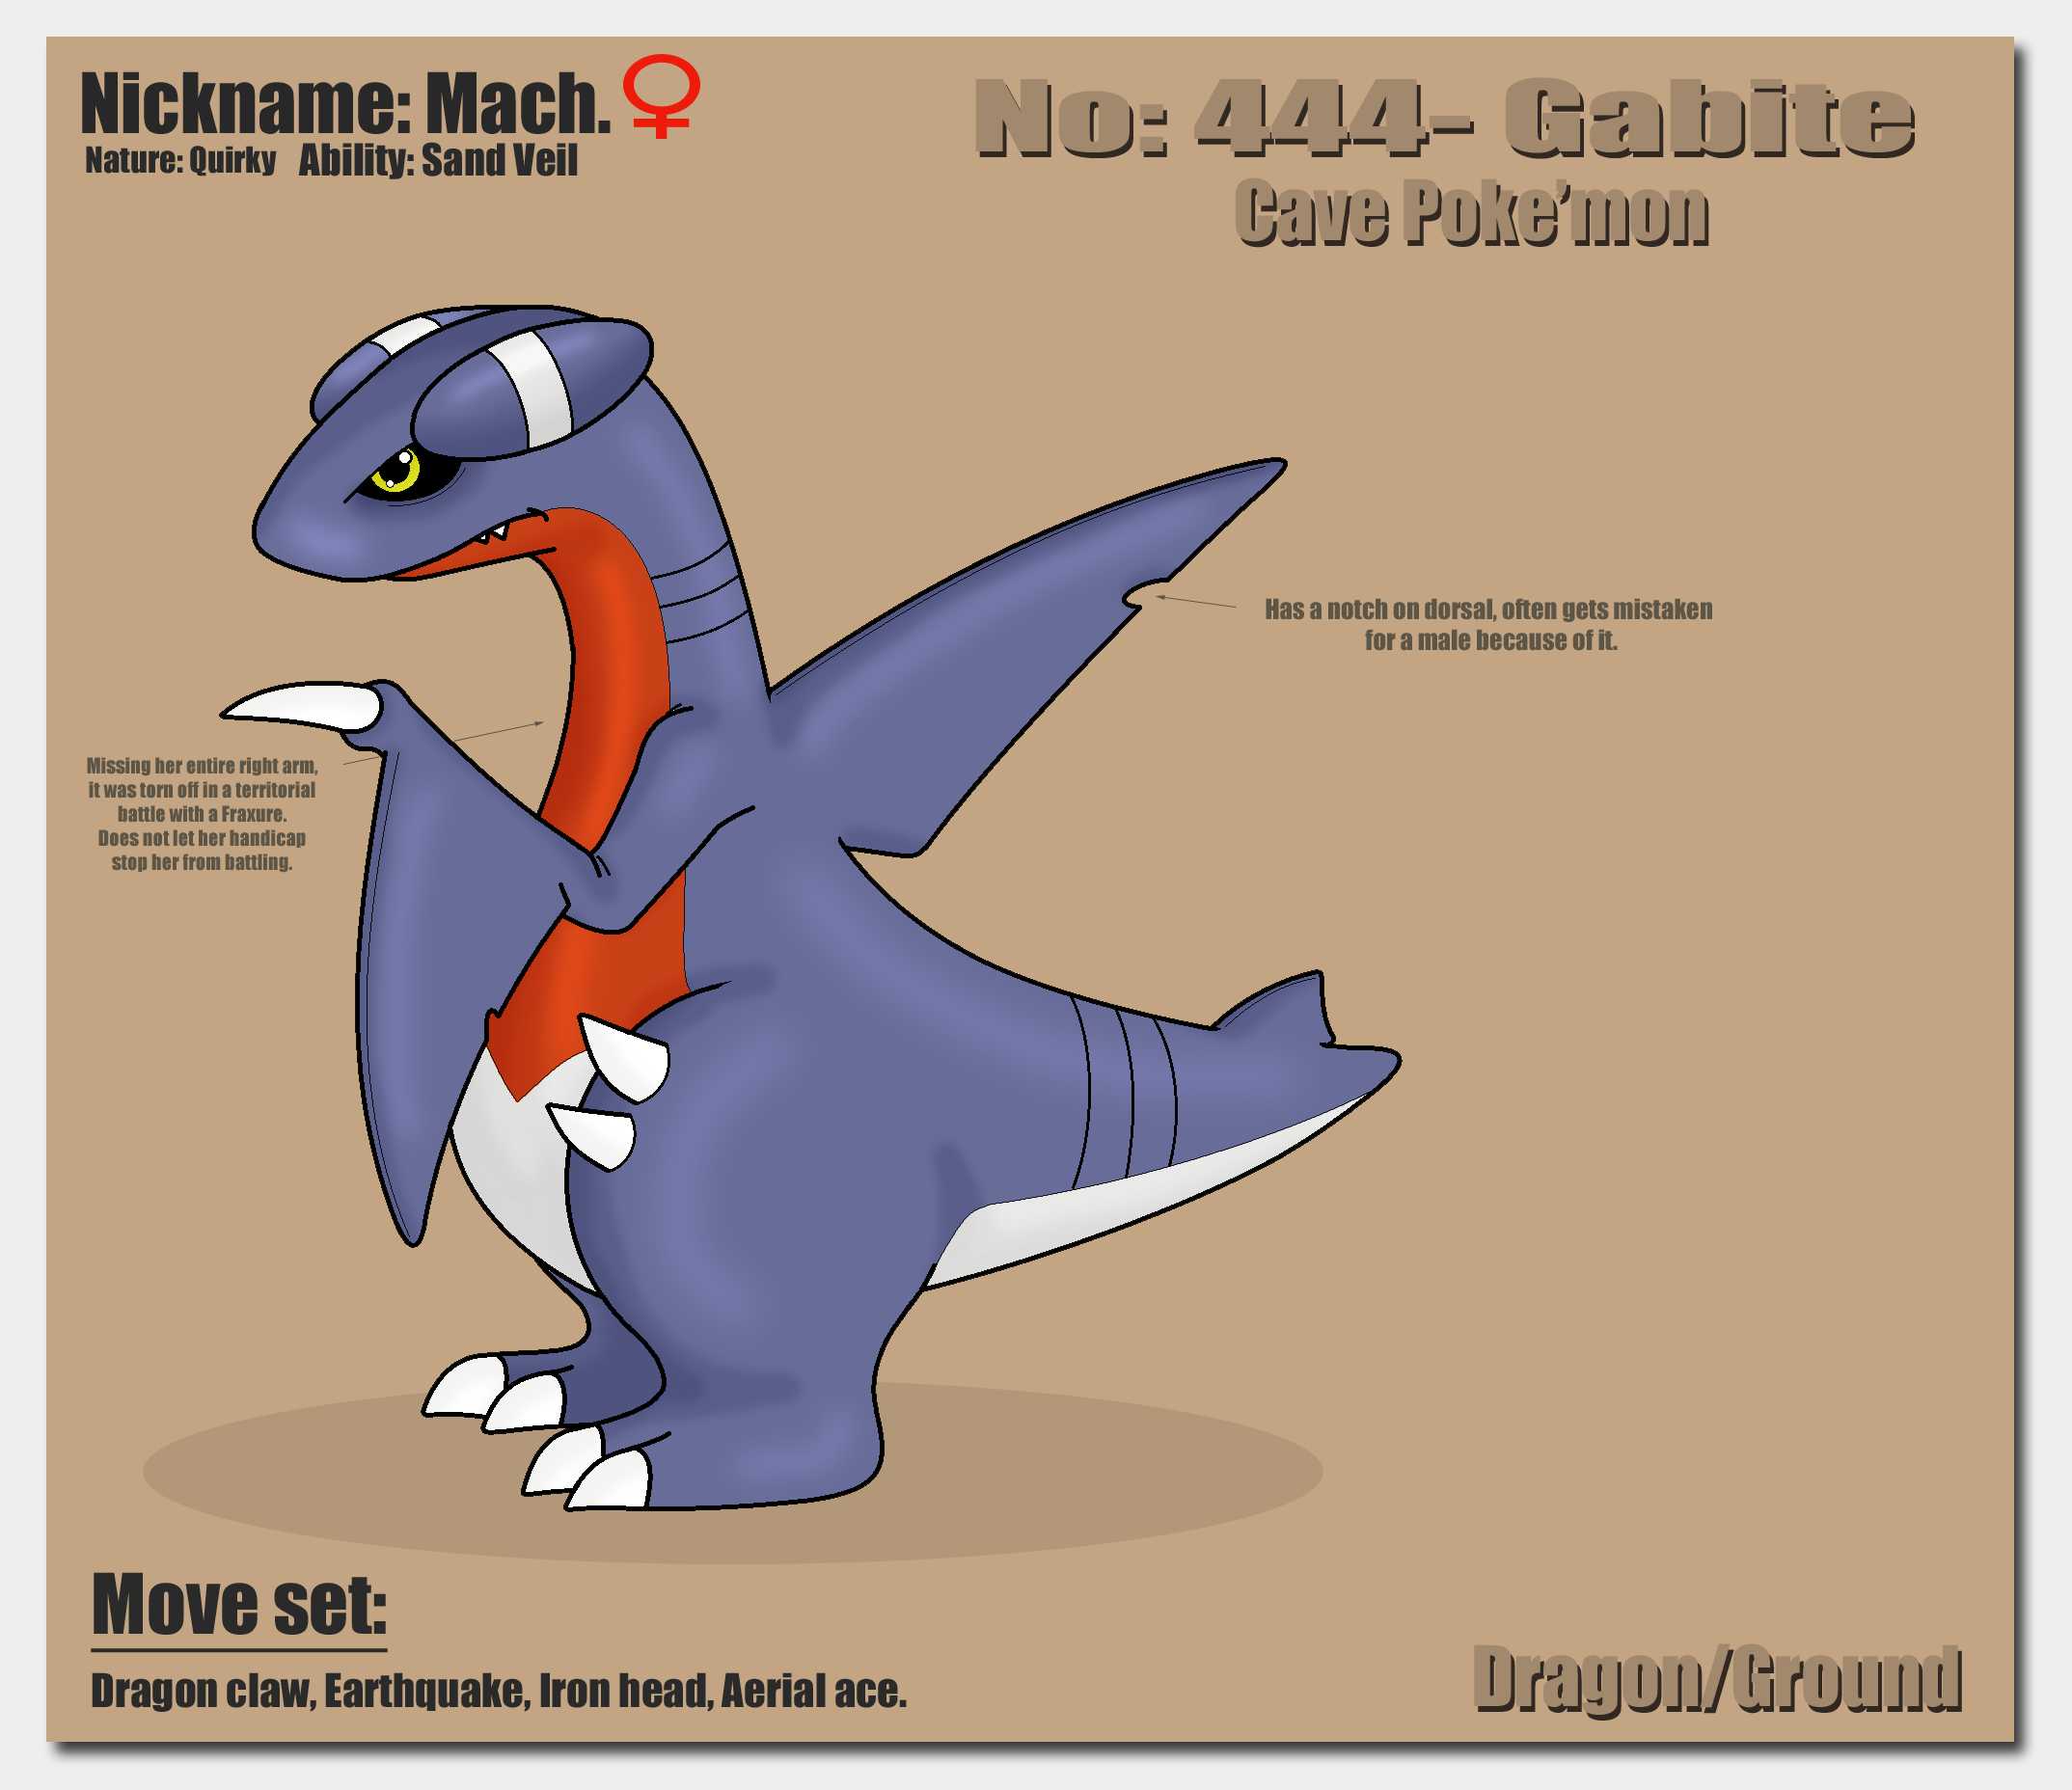 Nickname: Mach.♀
Nature: Quirky Ability: Sand Veil
No: 444- Gabite
Cave Poke'mon
Has a notch on dorsal, often gets mistaken
for a male because of it.
Missing her entire right arm,
it was torn off in a territorial
battle with a Fraxure.
Does not let her handicap
stop her from battling.
Move set:
Dragon claw, Earthquake, Iron head, Aerial ace.
Dragon/Ground